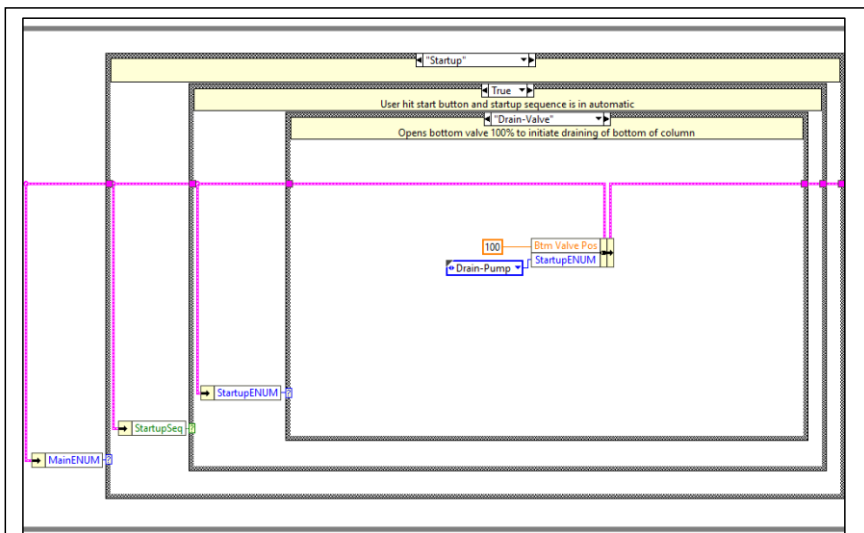 "Startup"
True
User hit start button and startup sequence is in automatic
"Drain-Valve"
Opens bottom valve 100% to initiate draining of bottom of column
100
Btm Valve Pos
Drain-Pump
StartupENUM
StartupENUM
?
StartupSeq
?
MainENUM
?